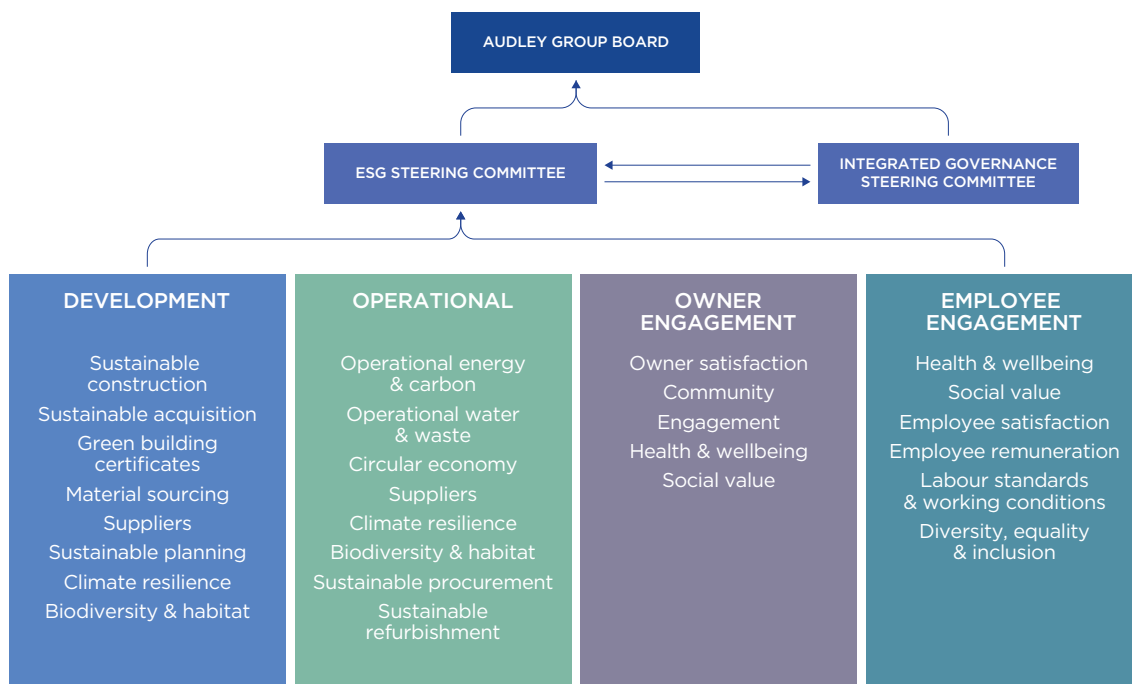 AUDLEY GROUP BOARD
ESG STEERING COMMITTEE
INTEGRATED GOVERNANCE
STEERING COMMITTEE
DEVELOPMENT
Sustainable
construction
Sustainable acquisition
Green building
certificates
Material sourcing
Suppliers
Sustainable planning
Climate resilience
Biodiversity & habitat
OPERATIONAL
Operational energy
& carbon
Operational water
& waste
Circular economy
Suppliers
Climate resilience
Biodiversity & habitat
Sustainable procurement
Sustainable
refurbishment
OWNER
ENGAGEMENT
Owner satisfaction
Community
Engagement
Health & wellbeing
Social value
EMPLOYEE
ENGAGEMENT
Health & wellbeing
Social value
Employee satisfaction
Employee remuneration
Labour standards
& working conditions
Diversity, equality
& inclusion